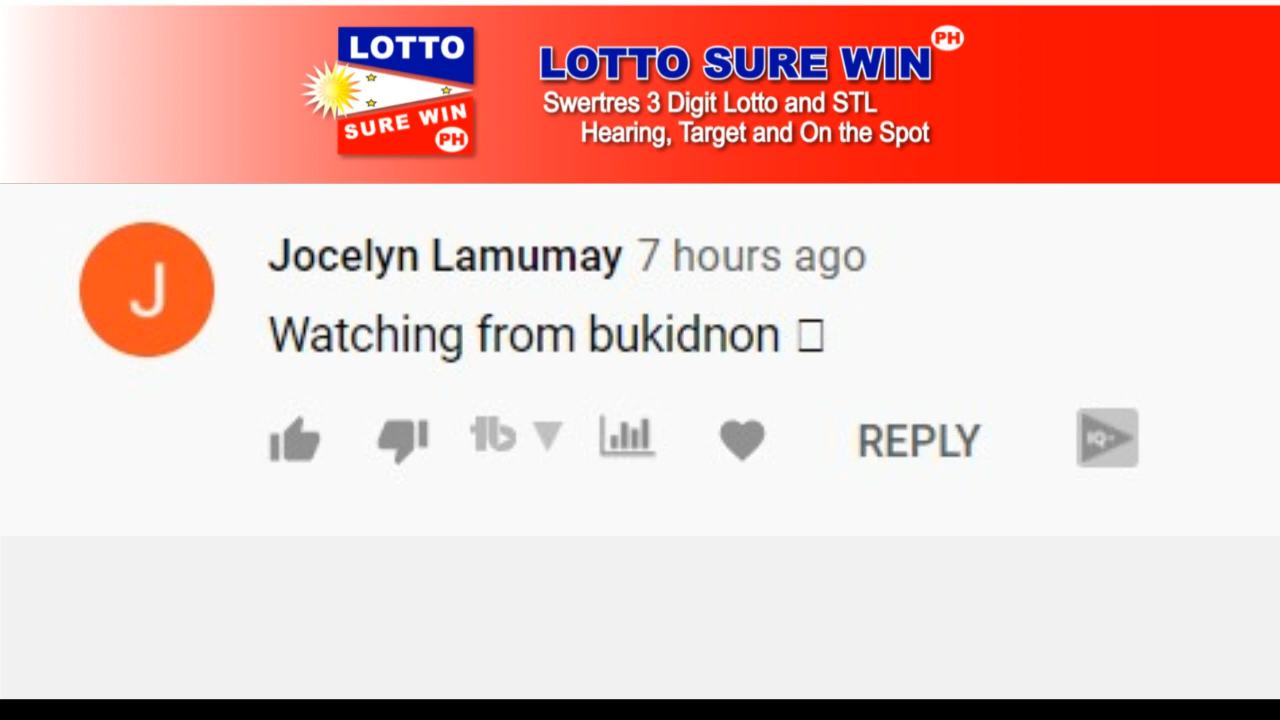 LOTTO
SURE WIN
PH
LOTTO SURE WIN PH
Swertres 3 Digit Lotto and STL
Hearing, Target and On the Spot
J
Jocelyn Lamumay 7 hours ago
Watching from bukidnon
REPLY
IQ